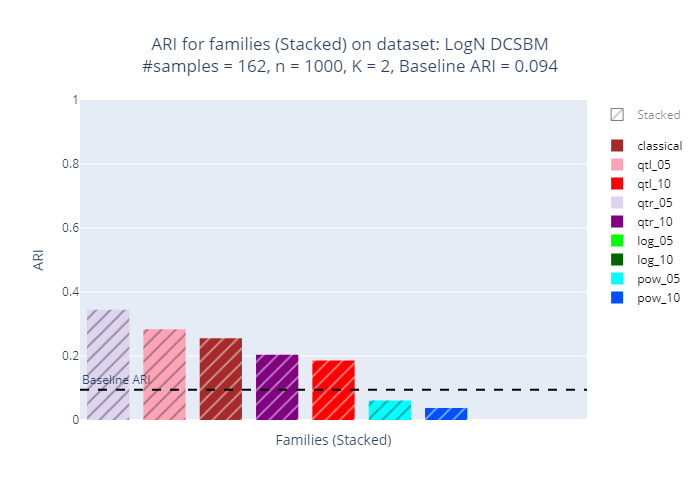 ARI for families (Stacked) on dataset: LogN DCSBM
#samples = 162, n = 1000, K = 2, Baseline ARI = 0.094
1
0.8
0.6
0.4
0.2
0
ARI
Baseline ARI
Families (Stacked)
Stacked
classical
qtl_05
qtl_10
qtr_05
qtr_10
log_05
log_10
pow_05
pow_10